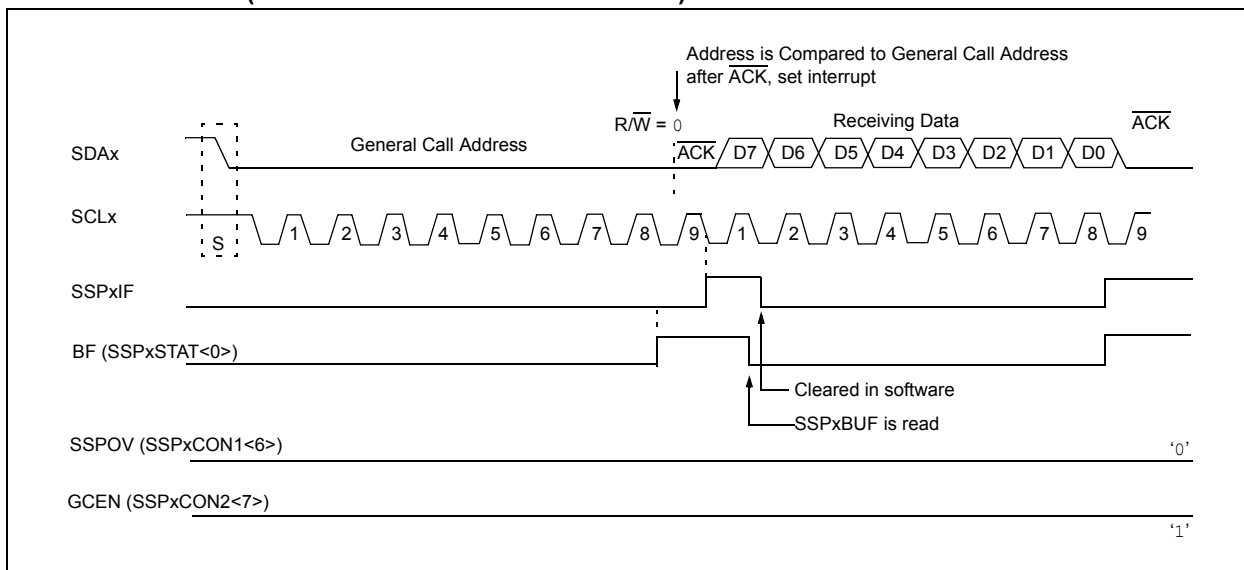 Address is Compared to General Call Address
after ACK, set interrupt
R/W = 0
Receiving Data
ACK
SDAx
General Call Address
ACK D7 D6 D5 D4 D3 D2 D1 D0
SCLx
S
1 2 3 4 5 6 7 8 9 1 2 3 4 5 6 7 8 9
SSPxIF
BF (SSPxSTAT<0>)
Cleared in software
SSPxBUF is read
SSPOV (SSPxCON1<6>)
‘0’
GCEN (SSPxCON2<7>)
‘1’